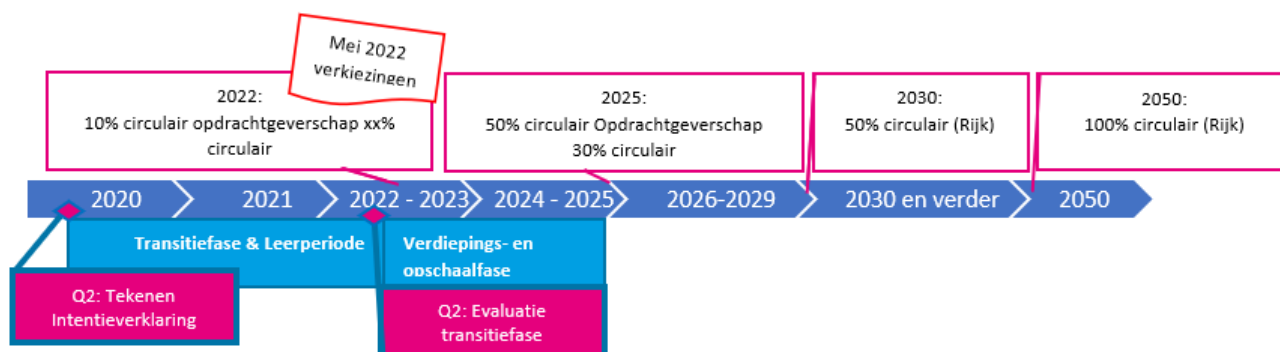 Mei 2022
verkiezingen
2022:
10% circulair opdrachtgeverschap xx%
circulair
2025:
50% circulair Opdrachtgeverschap
30% circulair
2030:
50% circulair (Rijk)
2050:
100% circulair (Rijk)
2020
2021
2022 - 2023
2024 - 2025
2026-2029
2030 en verder
2050
Transitiefase & Leerperiode
Verdiepings- en
opschaalfase
Q2: Tekenen
Intentieverklaring
Q2: Evaluatie
transitiefase